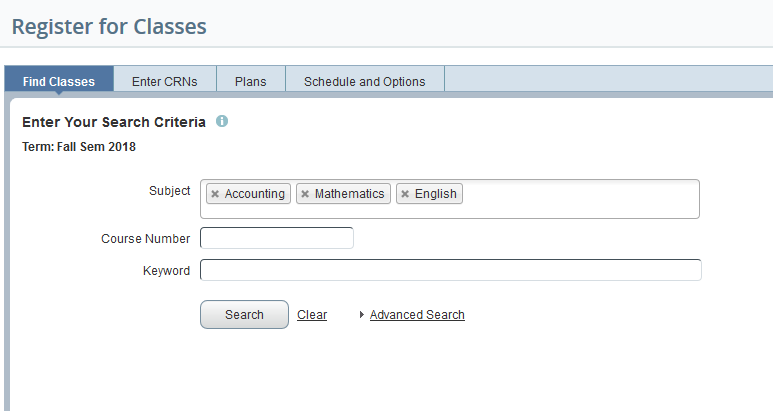 Register for Classes
Find Classes Enter CRNs Plans Schedule and Options
Enter Your Search Criteria
Term: Fall Sem 2018
Subject Accounting Mathematics English
Course Number
Keyword
Search Clear Advanced Search